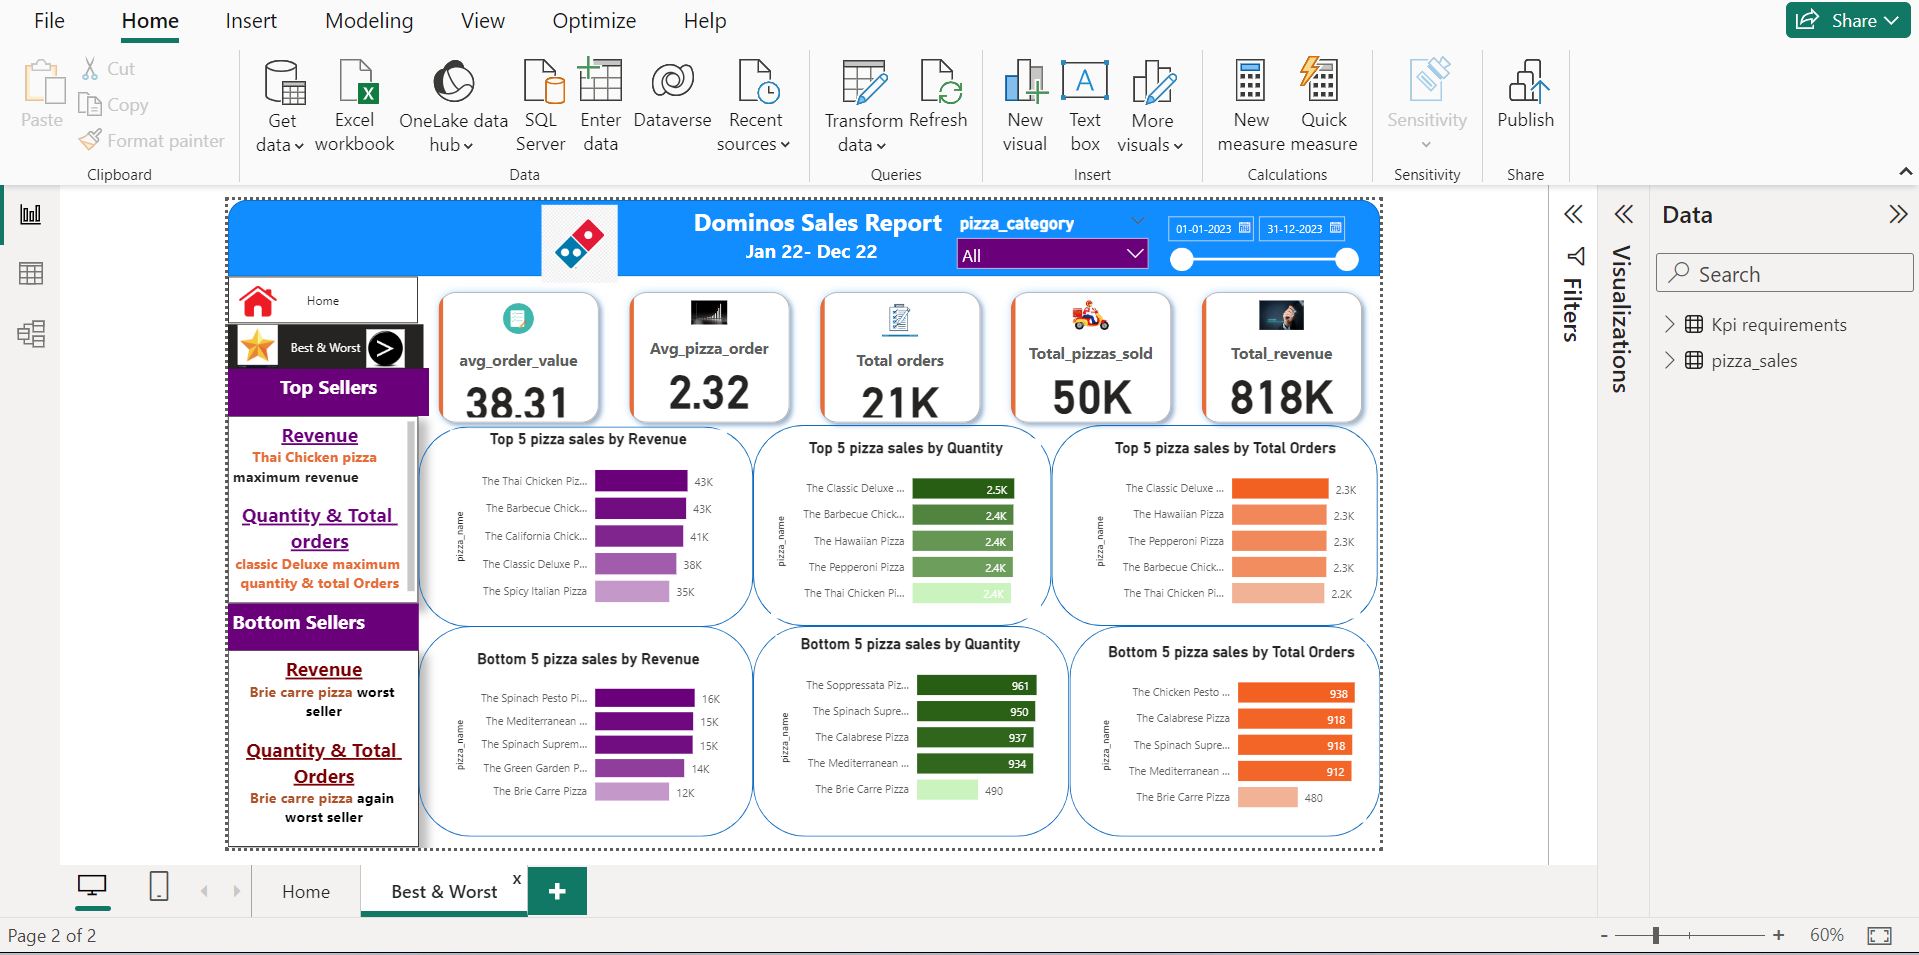 File Home Insert Modeling View Optimize Help Share
Paste
Cut
Copy
Format painter
Clipboard
Get data
Excel workbook
OneLake data hub
SQL Server
Enter data
Dataverse
Recent sources
Data
Transform data
Refresh
Queries
New visual
Text box
More visuals
Insert
New measure
Quick measure
Calculations
Sensitivity
Sensitivity
Publish
Share
Dominos Sales Report
Jan 22- Dec 22
pizza_category
All
01-01-2023
31-12-2023
Home
Best & Worst
Top Sellers
Revenue
Thai Chicken pizza
maximum revenue
Quantity & Total
orders
classic Deluxe maximum
quantity & total Orders
Bottom Sellers
Revenue
Brie carre pizza worst
seller
Quantity & Total
Orders
Brie carre pizza again
worst seller
avg_order_value
38.31
Avg_pizza_order
2.32
Total orders
21K
Total_pizzas_sold
50K
Total_revenue
818K
Top 5 pizza sales by Revenue
pizza_name
The Thai Chicken Piz... 43K
The Barbecue Chick... 43K
The California Chick... 41K
The Classic Deluxe P... 38K
The Spicy Italian Pizza 35K
Top 5 pizza sales by Quantity
pizza_name
The Classic Deluxe ... 2.5K
The Barbecue Chick... 2.4K
The Hawaiian Pizza 2.4K
The Pepperoni Pizza 2.4K
The Thai Chicken Pi... 2.4K
Top 5 pizza sales by Total Orders
pizza_name
The Classic Deluxe ... 2.3K
The Hawaiian Pizza 2.3K
The Pepperoni Pizza 2.3K
The Barbecue Chick... 2.3K
The Thai Chicken Pi... 2.2K
Bottom 5 pizza sales by Revenue
pizza_name
The Spinach Pesto Pi... 16K
The Mediterranean ... 15K
The Spinach Suprem... 15K
The Green Garden P... 14K
The Brie Carre Pizza 12K
Bottom 5 pizza sales by Quantity
pizza_name
The Soppressata Piz... 961
The Spinach Supre... 950
The Calabrese Pizza 937
The Mediterranean ... 934
The Brie Carre Pizza 490
Bottom 5 pizza sales by Total Orders
pizza_name
The Chicken Pesto ... 938
The Calabrese Pizza 918
The Spinach Supre... 918
The Mediterranean ... 912
The Brie Carre Pizza 480
Filters
Visualizations
Data
Search
Kpi requirements
pizza_sales
Home
Best & Worst x
+
Page 2 of 2
- + 60%